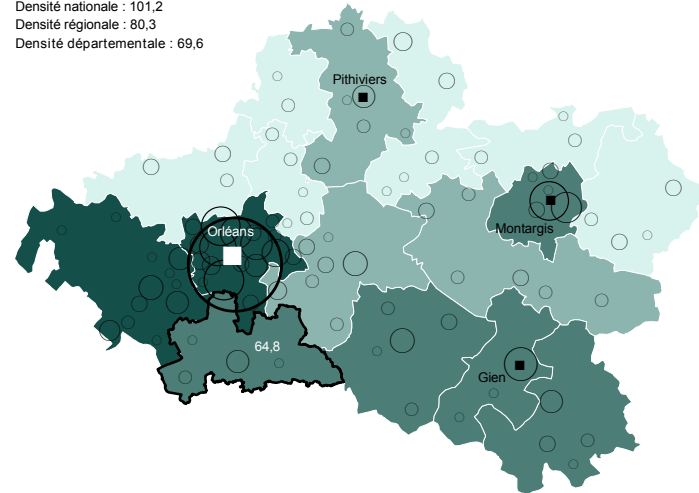 Densité nationale : 101,2
Densité régionale : 80,3
Densité départementale : 69,6
Pithiviers
Orléans
Montargis
64,8
Gien